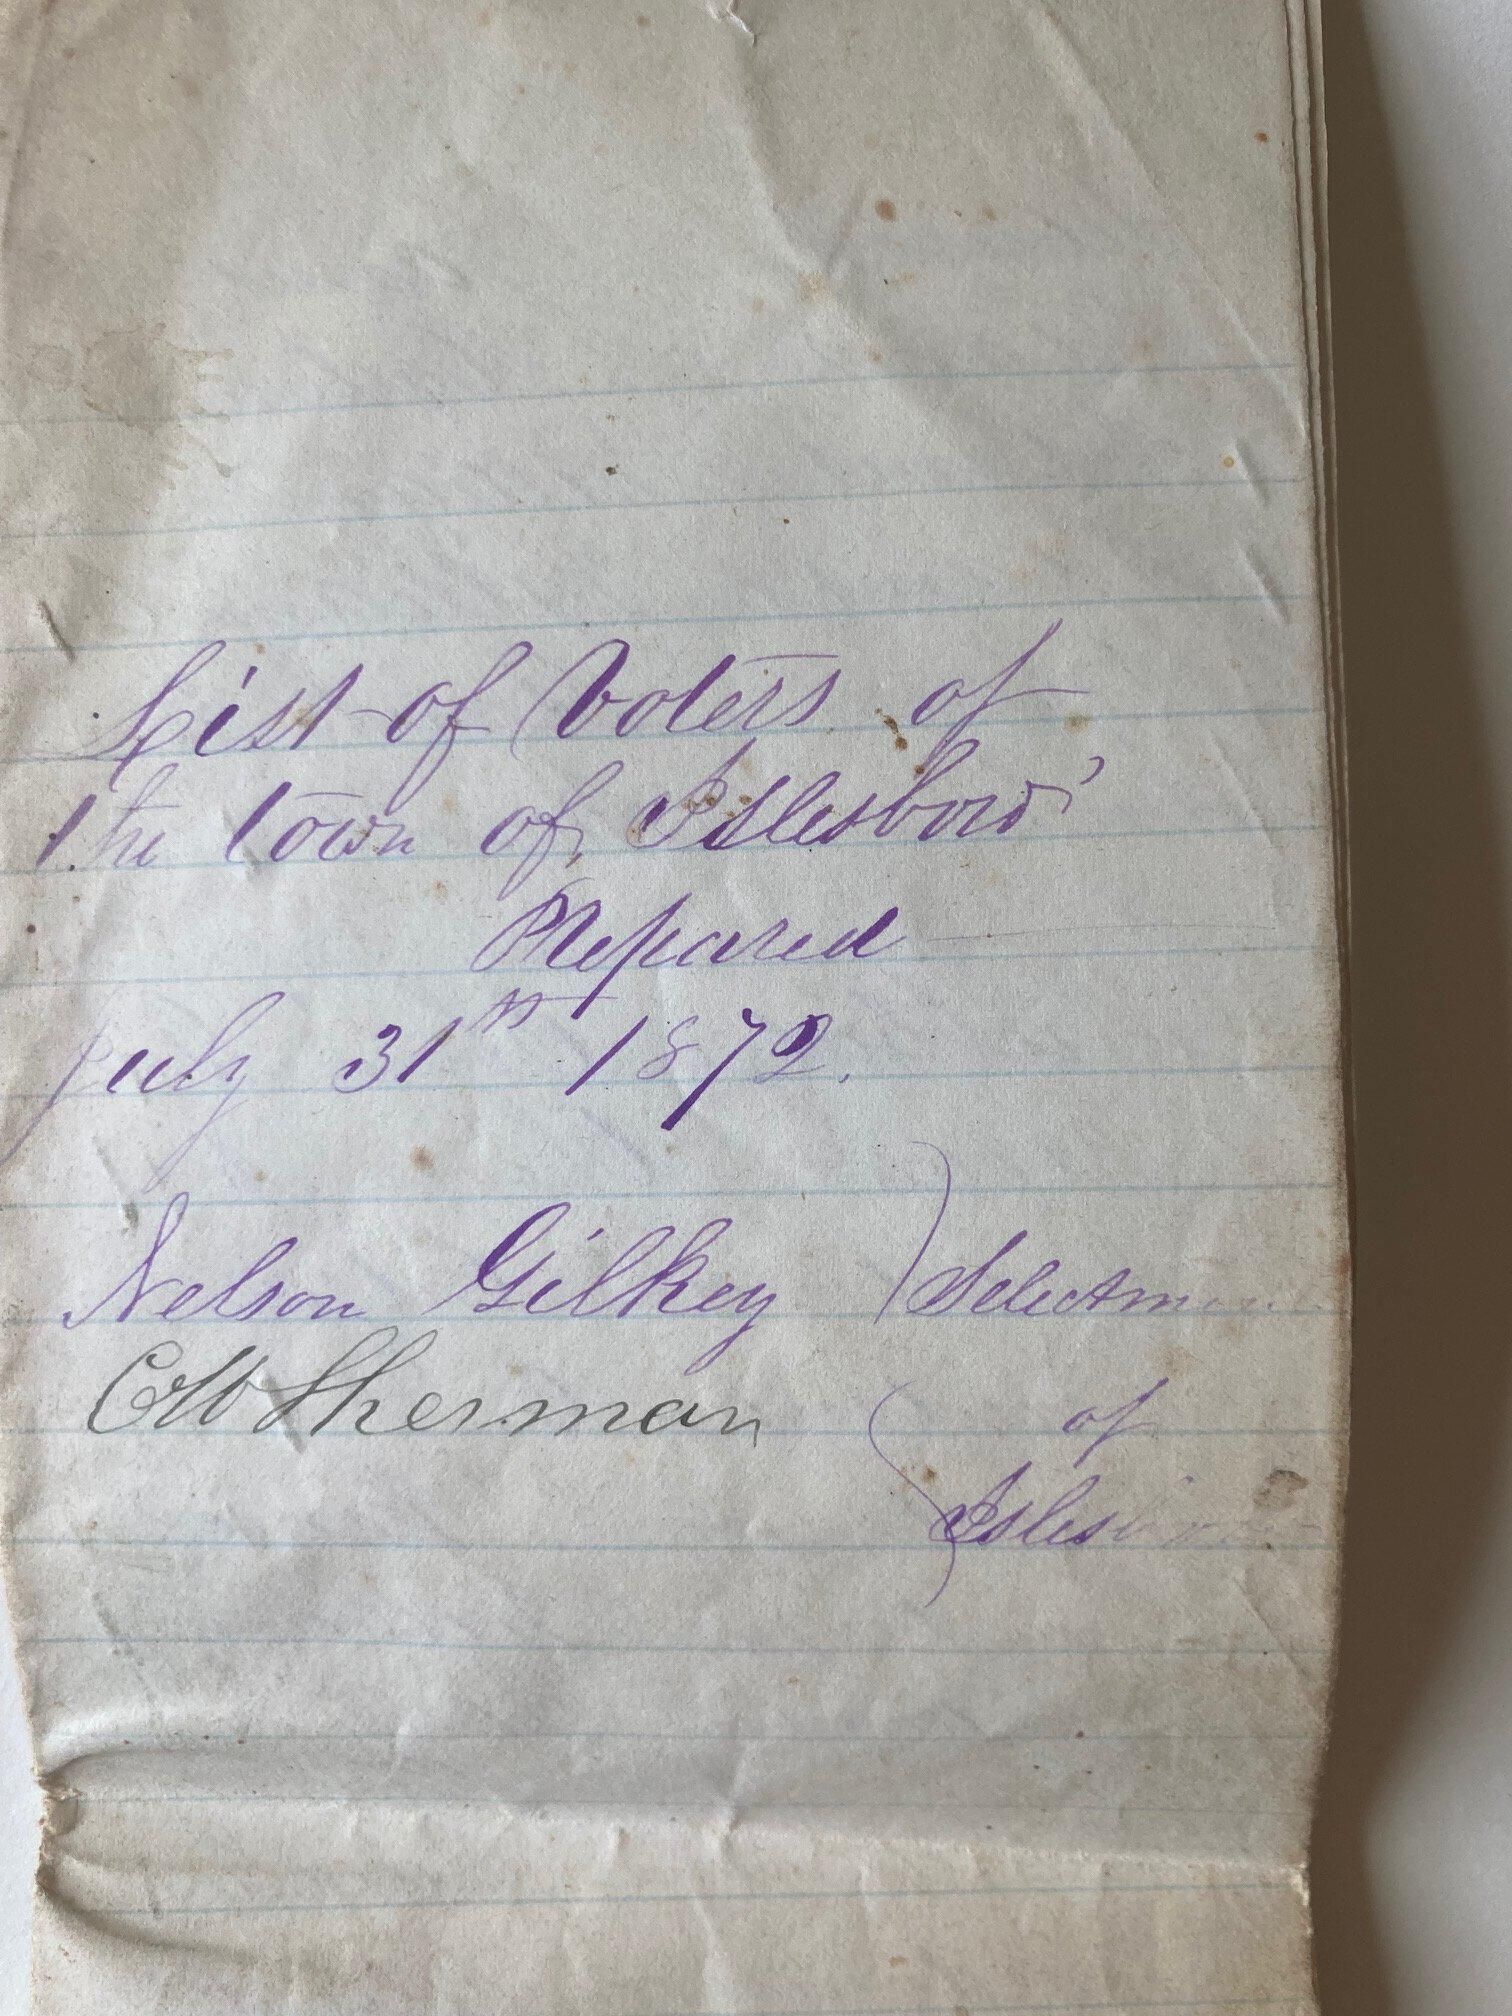 List of Voters of
the town of Islesboro'
Prepared
July 31st 1872.
Nelson Gilkey } Selectmen
C W Sherman } of
Islesboro